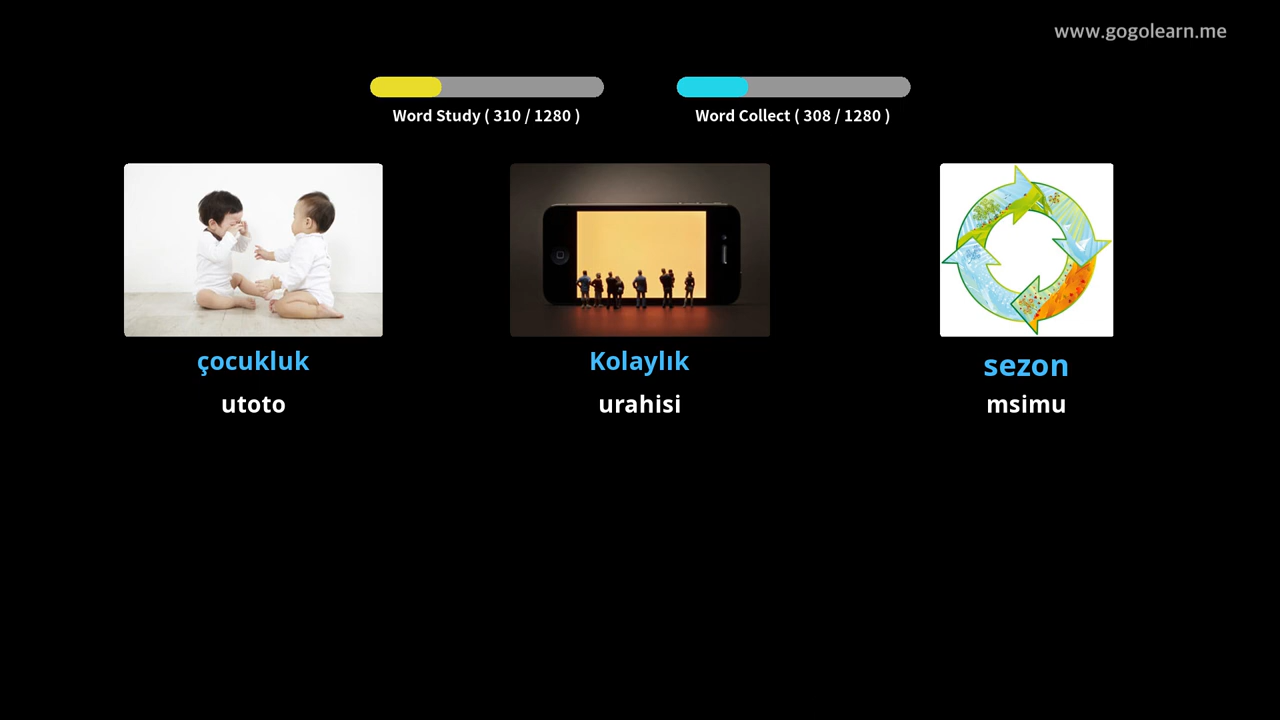 www.gogolearn.me
Word Study ( 310 / 1280 )
Word Collect ( 308 / 1280 )
çocukluk
Kolaylık
sezon
utoto
urahisi
msimu